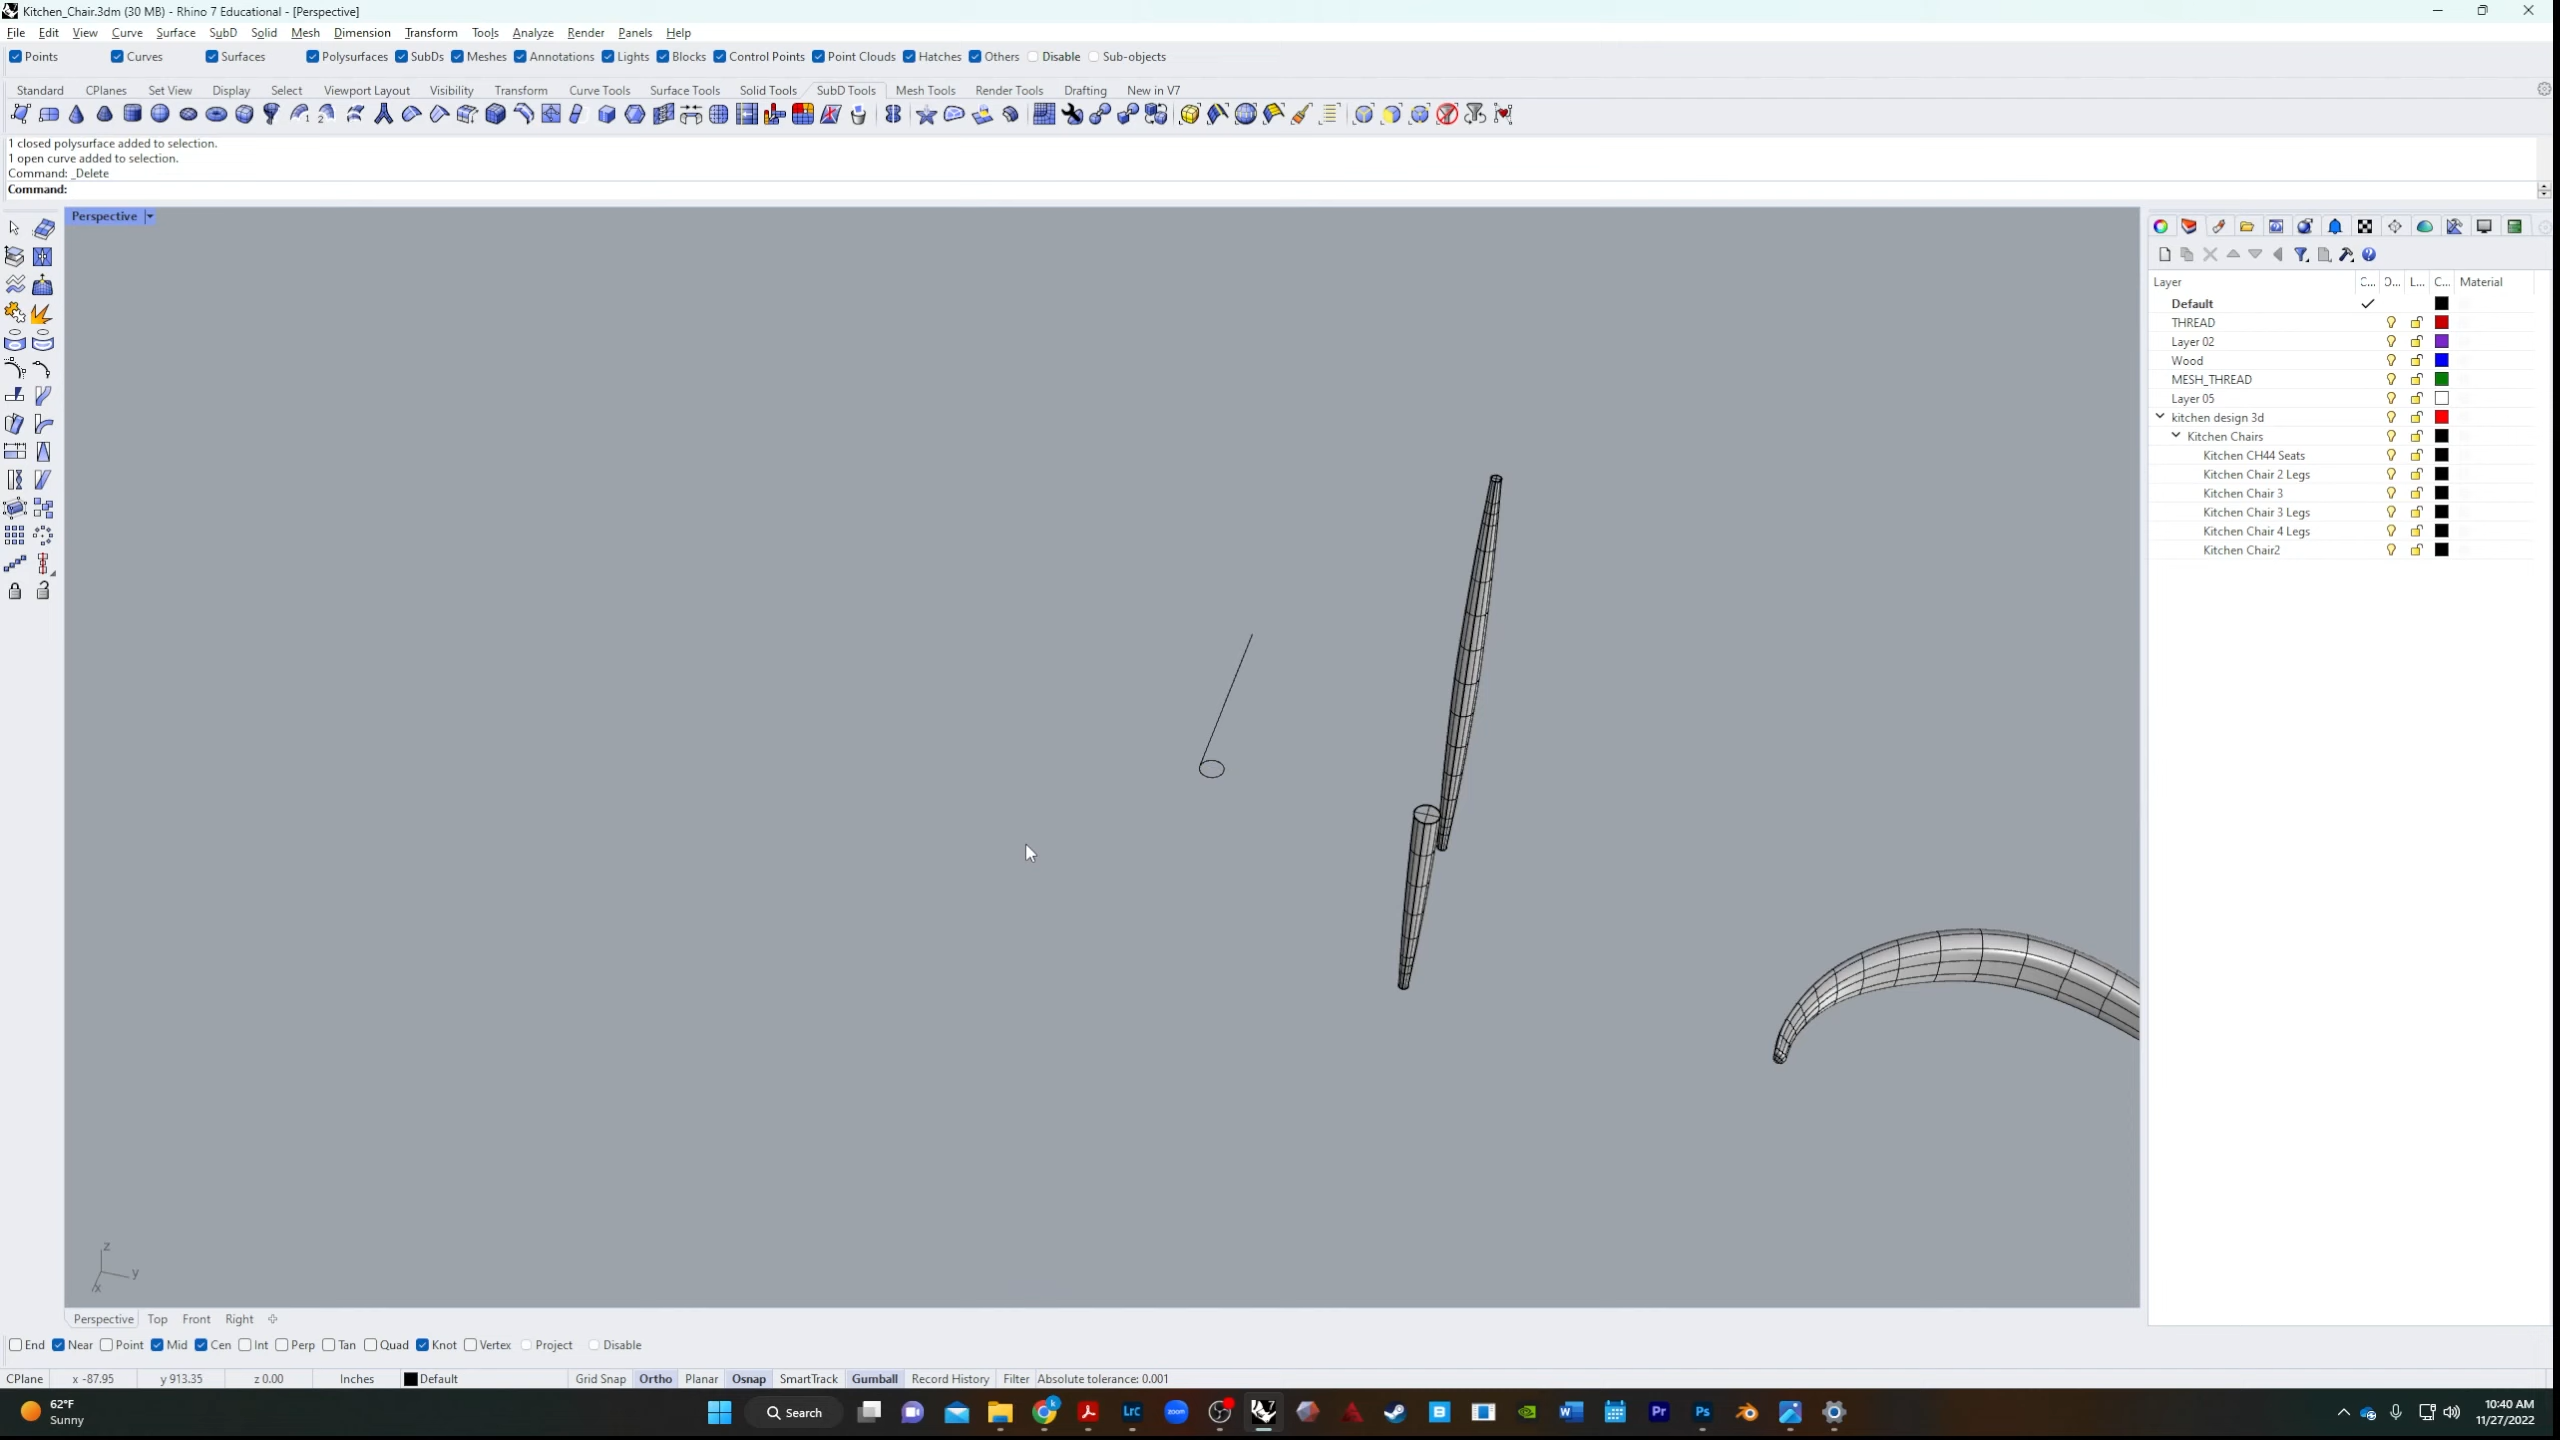 Kitchen_Chair.3dm (30 MB) - Rhino 7 Educational - [Perspective]
File Edit View Curve Surface SubD Solid Mesh Dimension Transform Tools Analyze Render Panels Help
Points Curves Surfaces Polysurfaces SubDs Meshes Annotations Lights Blocks Control Points Point Clouds Hatches Others Disable Sub-objects
Standard CPlanes Set View Display Select Viewport Layout Visibility Transform Curve Tools Surface Tools Solid Tools SubD Tools Mesh Tools Render Tools Drafting New in V7
1 closed polysurface added to selection.
1 open curve added to selection.
Command: _Delete
Command:
Perspective
Layer C... O... L... C... Material
Default
THREAD
Layer 02
Wood
MESH_THREAD
Layer 05
kitchen design 3d
Kitchen Chairs
Kitchen CH44 Seats
Kitchen Chair 2 Legs
Kitchen Chair 3
Kitchen Chair 3 Legs
Kitchen Chair 4 Legs
Kitchen Chair2
z
y
x
Perspective Top Front Right
End Near Point Mid Cen Int Perp Tan Quad Knot Vertex Project Disable
CPlane x -87.95 y 913.35 z 0.00 Inches Default Grid Snap Ortho Planar Osnap SmartTrack Gumball Record History Filter Absolute tolerance: 0.001
62°F
Sunny
Search
zoom
LrC
7
W
Pr
Ps
10:40 AM
11/27/2022